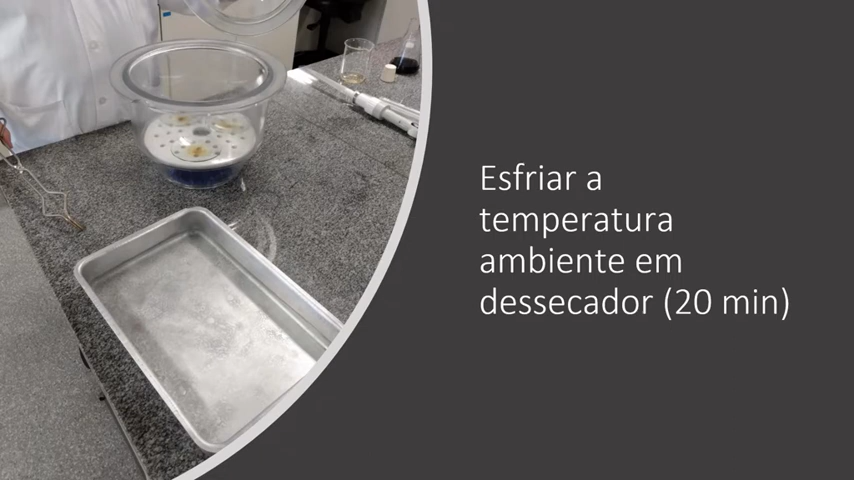 Esfriar a
temperatura
ambiente em
dessecador (20 min)